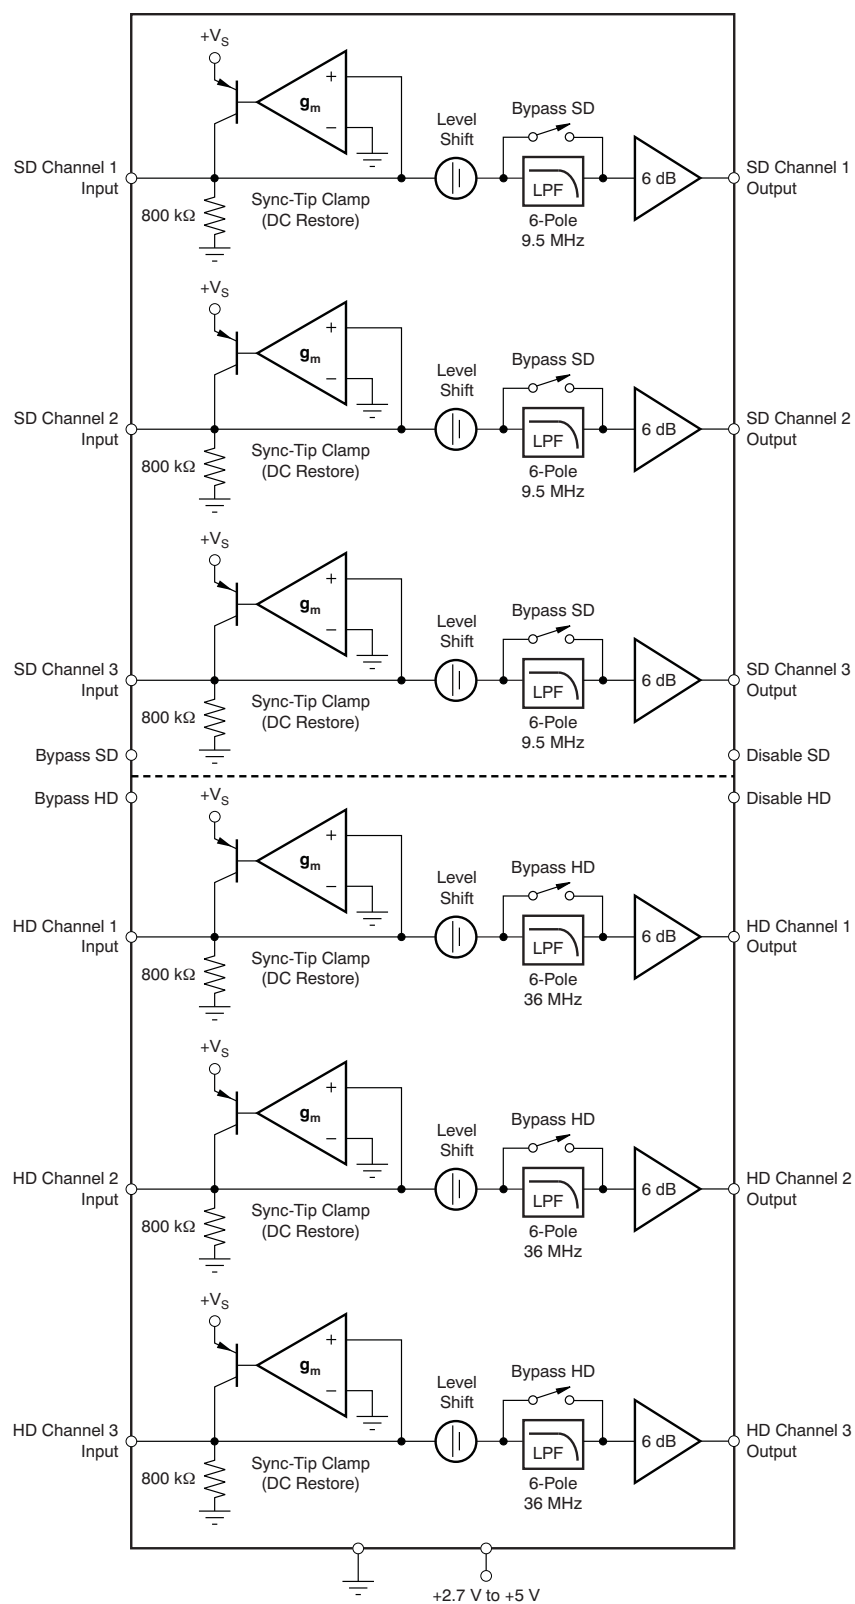 +VS
+
gm
−
Bypass SD
Level
Shift
SD Channel 1
Input
800 kΩ
Sync-Tip Clamp
(DC Restore)
LPF
6-Pole
9.5 MHz
6 dB
SD Channel 1
Output
+VS
+
gm
−
Bypass SD
Level
Shift
SD Channel 2
Input
800 kΩ
Sync-Tip Clamp
(DC Restore)
LPF
6-Pole
9.5 MHz
6 dB
SD Channel 2
Output
+VS
+
gm
−
Bypass SD
Level
Shift
SD Channel 3
Input
800 kΩ
Sync-Tip Clamp
(DC Restore)
LPF
6-Pole
9.5 MHz
6 dB
SD Channel 3
Output
Bypass SD
Disable SD
Bypass HD
Disable HD
+VS
+
gm
−
Bypass HD
Level
Shift
HD Channel 1
Input
800 kΩ
Sync-Tip Clamp
(DC Restore)
LPF
6-Pole
36 MHz
6 dB
HD Channel 1
Output
+VS
+
gm
−
Bypass HD
Level
Shift
HD Channel 2
Input
800 kΩ
Sync-Tip Clamp
(DC Restore)
LPF
6-Pole
36 MHz
6 dB
HD Channel 2
Output
+VS
+
gm
−
Bypass HD
Level
Shift
HD Channel 3
Input
800 kΩ
Sync-Tip Clamp
(DC Restore)
LPF
6-Pole
36 MHz
6 dB
HD Channel 3
Output
+2.7 V to +5 V